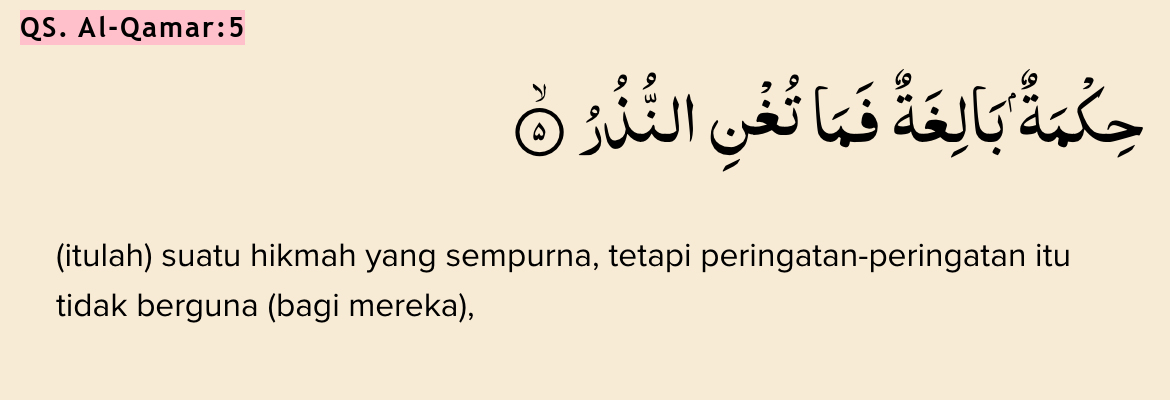 QS. Al-Qamar:5
حِكْمَةٌ ۢبَالِغَةٌ فَمَا تُغْنِ النُّذُرُۙ ۝٥
(itulah) suatu hikmah yang sempurna, tetapi peringatan-peringatan itu
tidak berguna (bagi mereka),